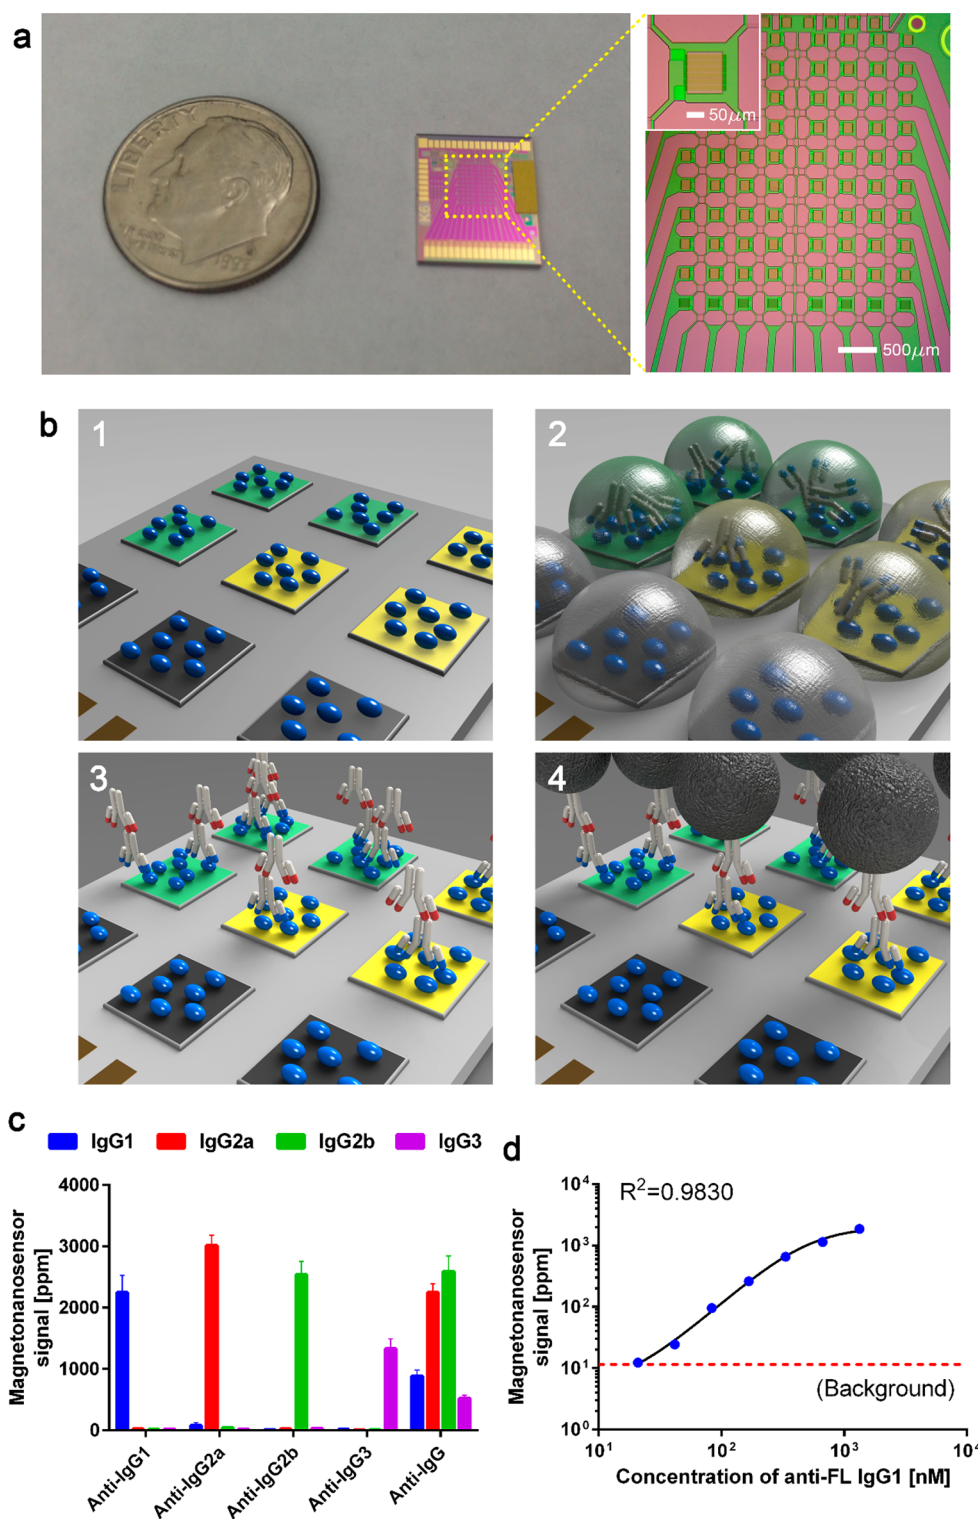 a
LIBERTY
50μm
500μm
b
1
2
3
4
c
IgG1
IgG2a
IgG2b
IgG3
Magnetonanosensor
signal [ppm]
4000
3000
2000
1000
0
Anti-IgG1
Anti-IgG2a
Anti-IgG2b
Anti-IgG3
Anti-IgG
d
R²=0.9830
Magnetonanosensor
signal [ppm]
10⁴
10³
10²
10¹
10⁰
(Background)
10¹
10²
10³
10⁴
Concentration of anti-FL IgG1 [nM]